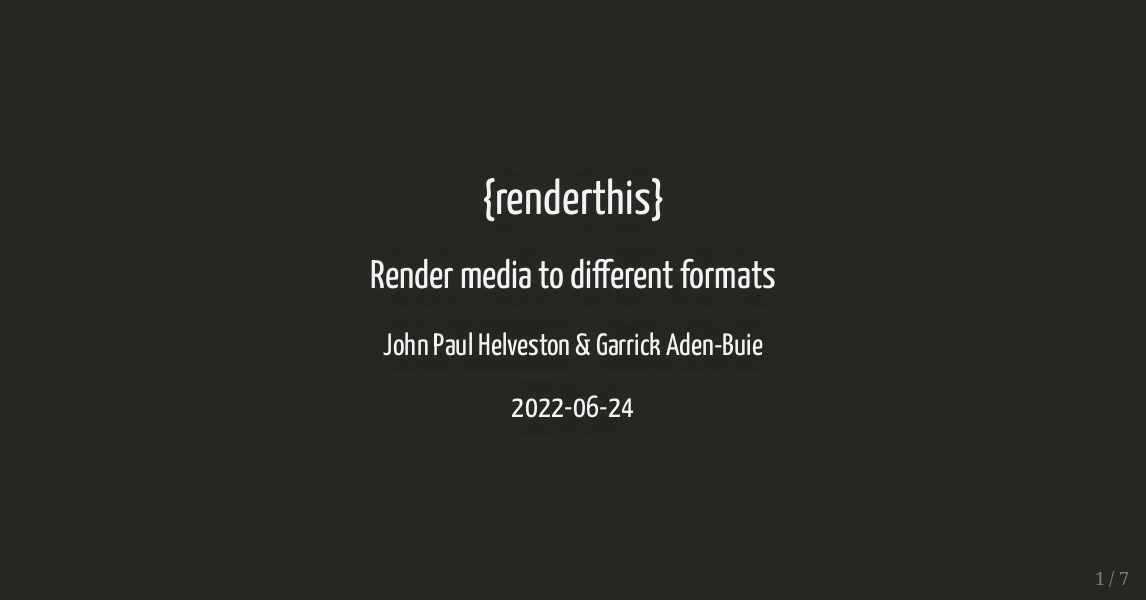 {renderthis}
Render media to different formats
John Paul Helveston & Garrick Aden-Buie
2022-06-24
1 / 7